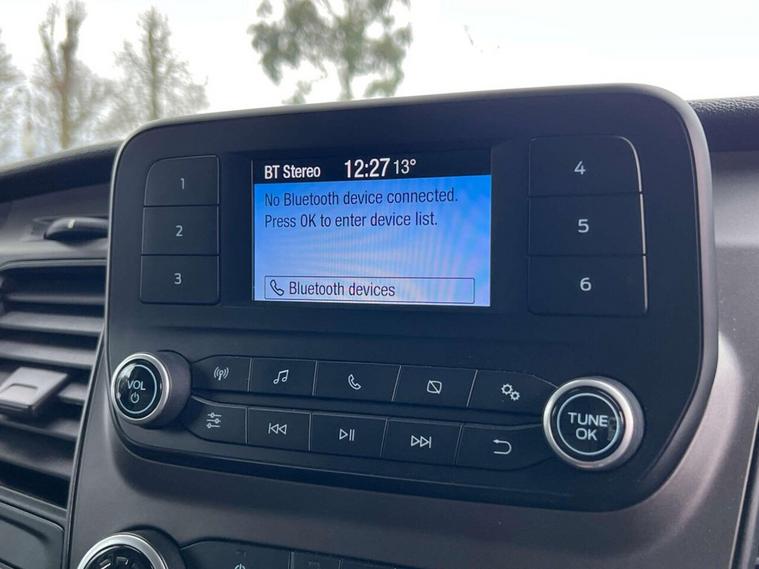 BT Stereo 12:27 13°
No Bluetooth device connected.
Press OK to enter device list.
Bluetooth devices
1
2
3
4
5
6
VOL
TUNE
OK